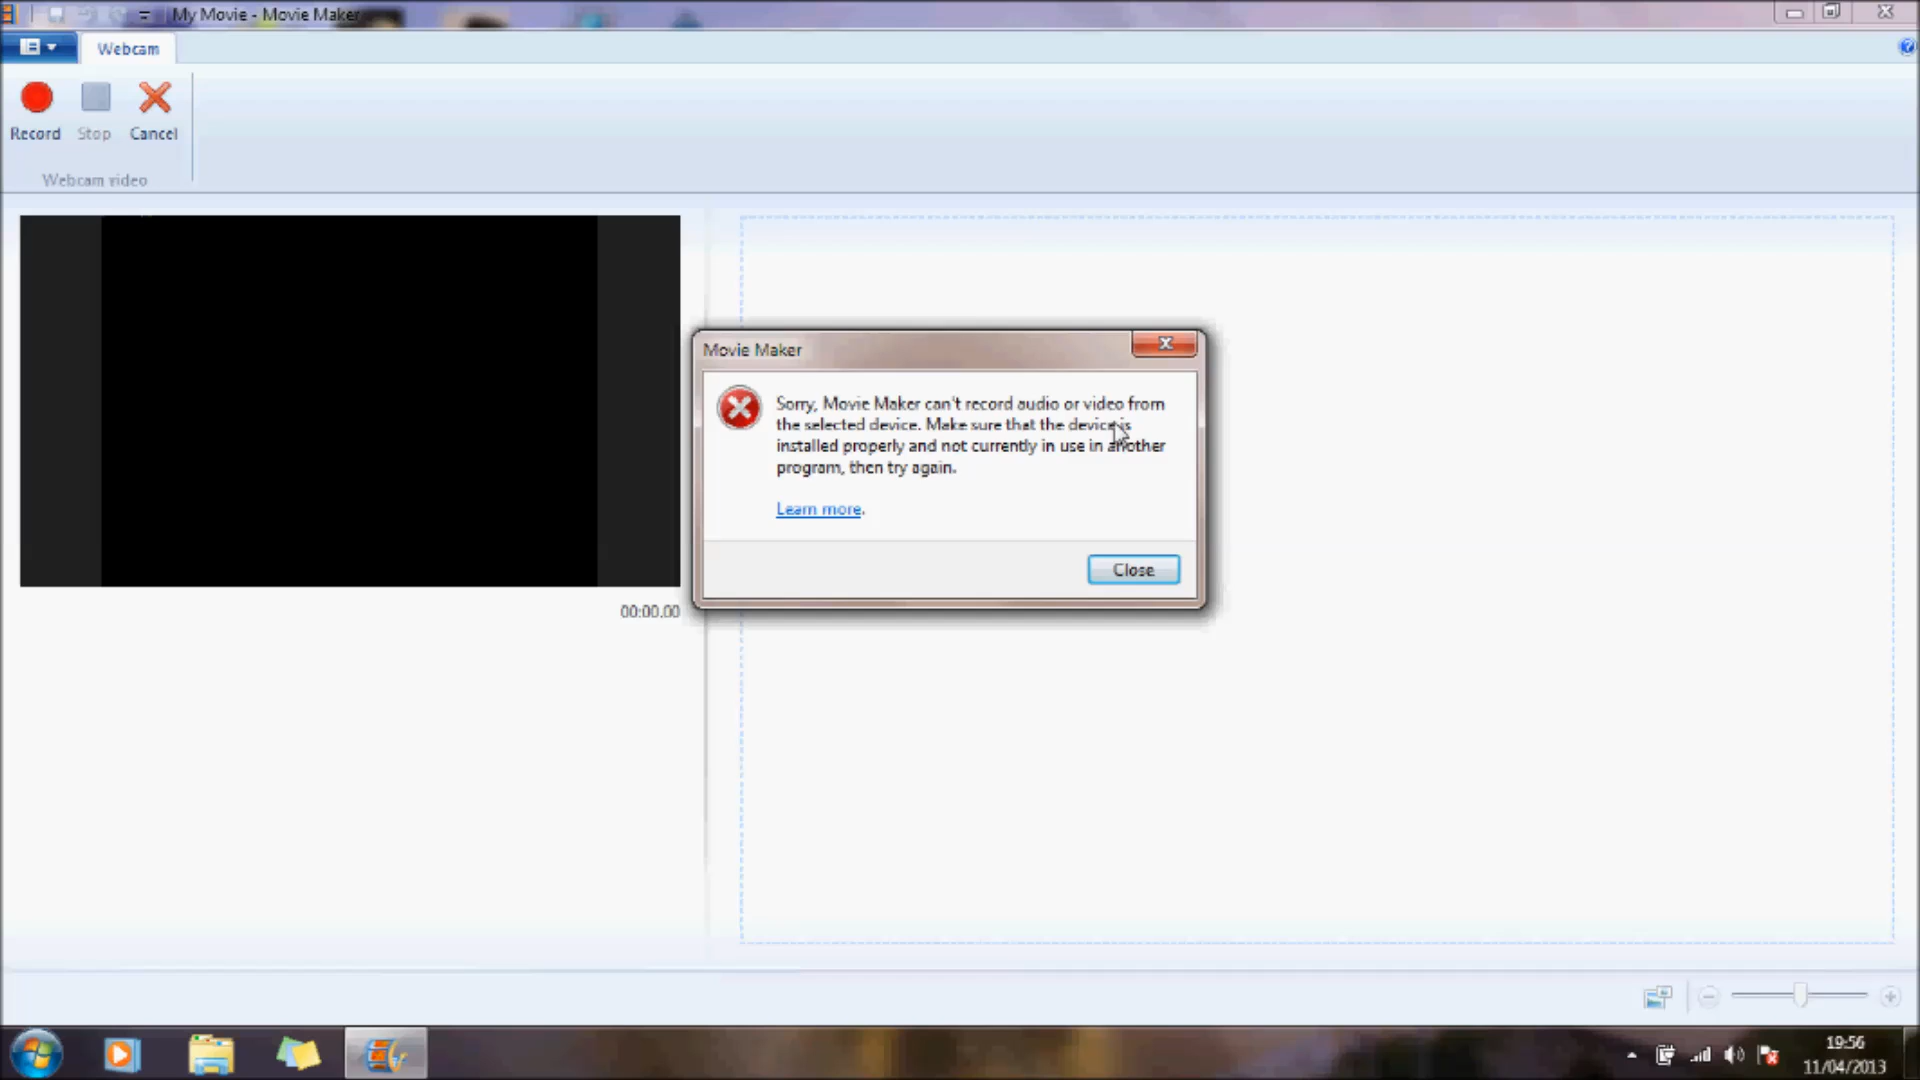 My Movie - Movie Maker
Webcam
Record Stop Cancel
Webcam video
Movie Maker
Sorry, Movie Maker can't record audio or video from
the selected device. Make sure that the device is
installed properly and not currently in use in another
program, then try again.
Learn more.
Close
00:00.00
19:56
11/04/2013